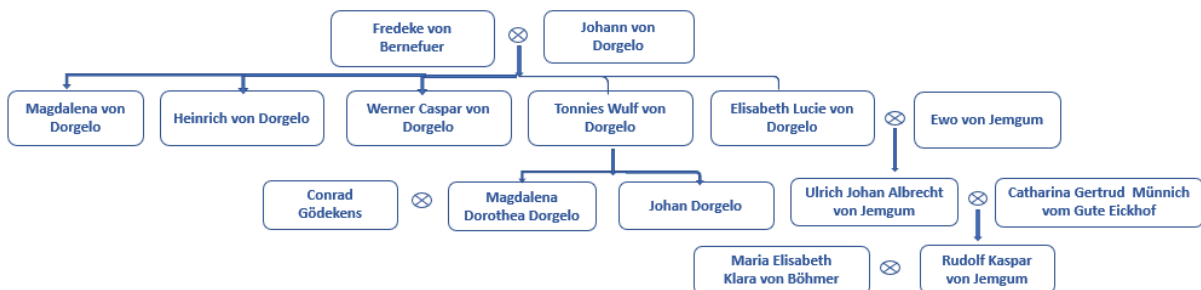 Fredeke von
Bernefuer
Johann von
Dorgelo
Magdalena von
Dorgelo
Heinrich von Dorgelo
Werner Caspar von
Dorgelo
Tonnies Wulf von
Dorgelo
Elisabeth Lucie von
Dorgelo
Ewo von Jemgum
Conrad
Gödekens
Magdalena
Dorothea Dorgelo
Johan Dorgelo
Ulrich Johan Albrecht
von Jemgum
Catharina Gertrud Münnich
vom Gute Eickhof
Maria Elisabeth
Klara von Böhmer
Rudolf Kaspar
von Jemgum